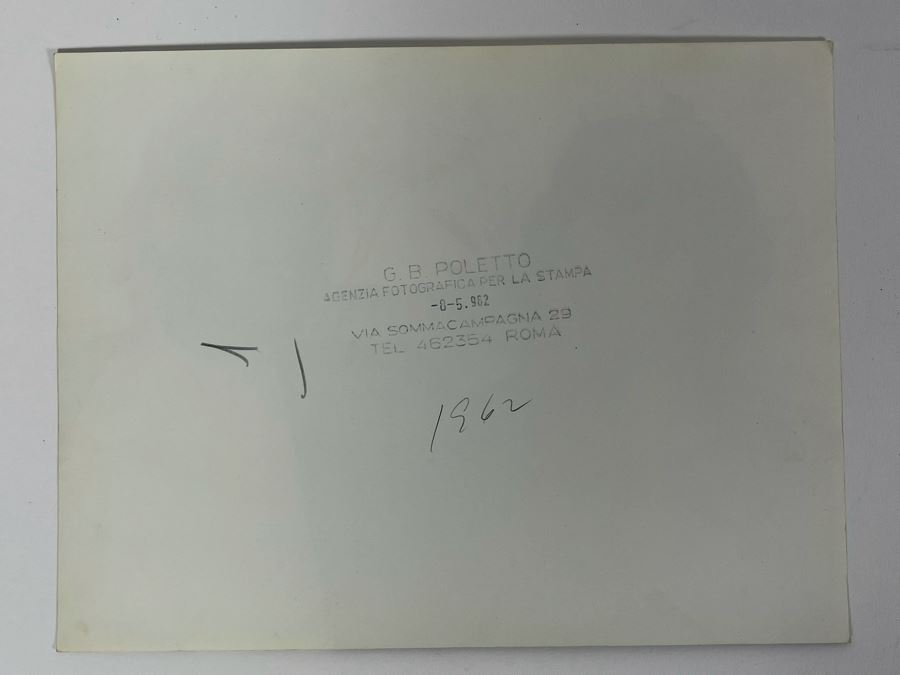 G. B. POLETTO
AGENZIA FOTOGRAFICA PER LA STAMPA
-8-5.962
VIA SOMMACAMPAGNA 29
TEL 462354 ROMA
1962